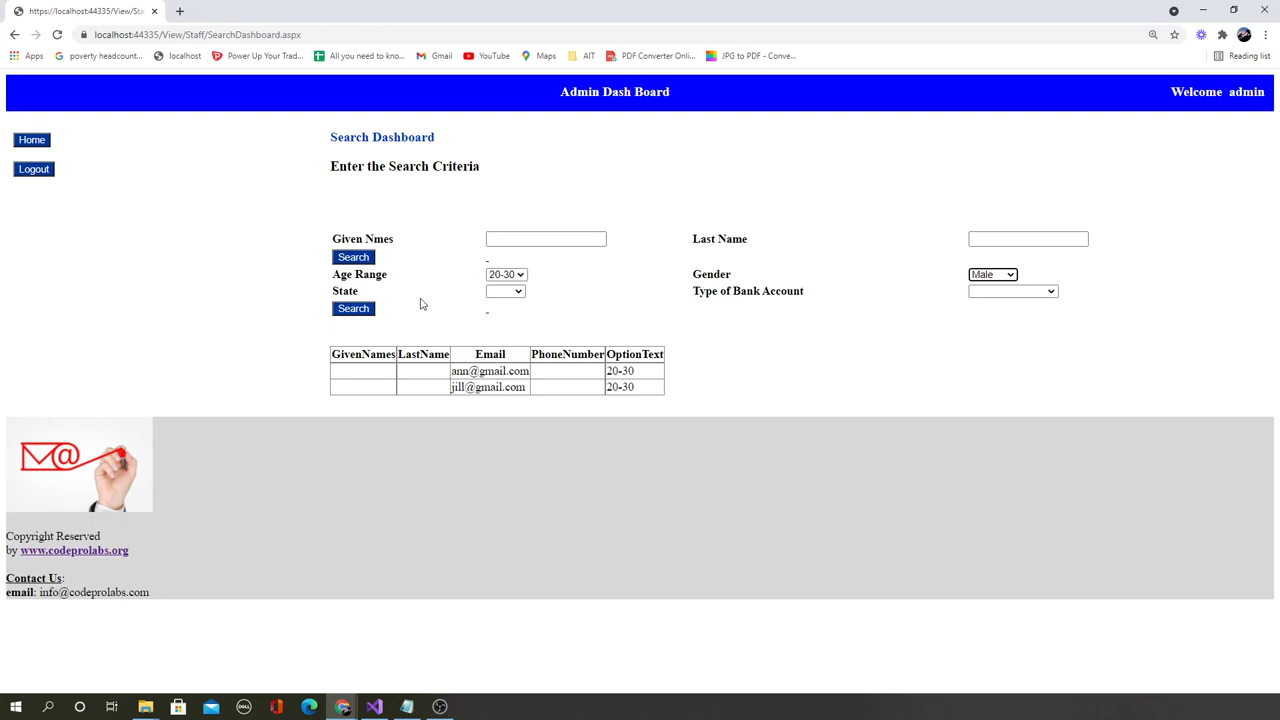 https://localhost:44335/View/Sta
localhost:44335/View/Staff/SearchDashboard.aspx
Apps poverty headcount... localhost Power Up Your Trad... All you need to kno... Gmail YouTube Maps AIT PDF Converter Onli... JPG to PDF - Conve... Reading list
Admin Dash Board Welcome admin
Home Search Dashboard
Logout Enter the Search Criteria
Given Nmes Last Name
Search -
Age Range 20-30 Gender Male
State Type of Bank Account
Search -
GivenNames LastName Email PhoneNumber OptionText
ann@gmail.com 20-30
jill@gmail.com 20-30
@
Copyright Reserved
by www.codeprolabs.org
Contact Us:
email: info@codeprolabs.com
DELL